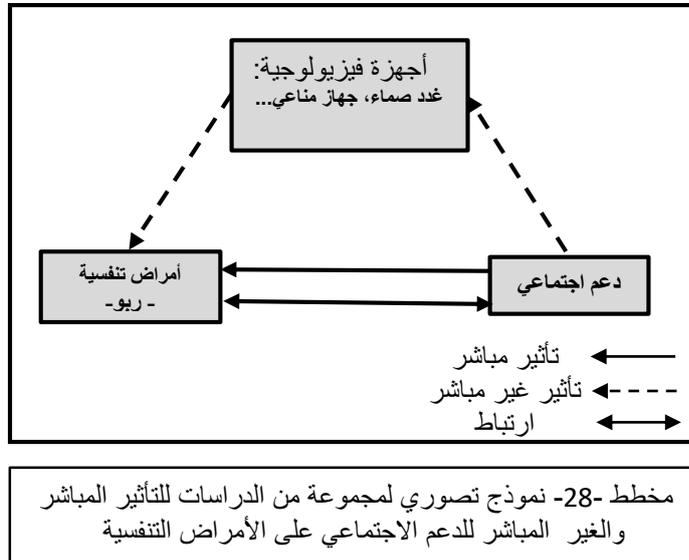 أجهزة فيزيولوجية:
غدد صماء، جهاز مناعي...
أمراض تنفسية
- ربو-
دعم اجتماعي
تأثير مباشر
تأثير غير مباشر
ارتباط
مخطط -28- نموذج تصوري لمجموعة من الدراسات للتأثير المباشر
والغير المباشر للدعم الاجتماعي على الأمراض التنفسية